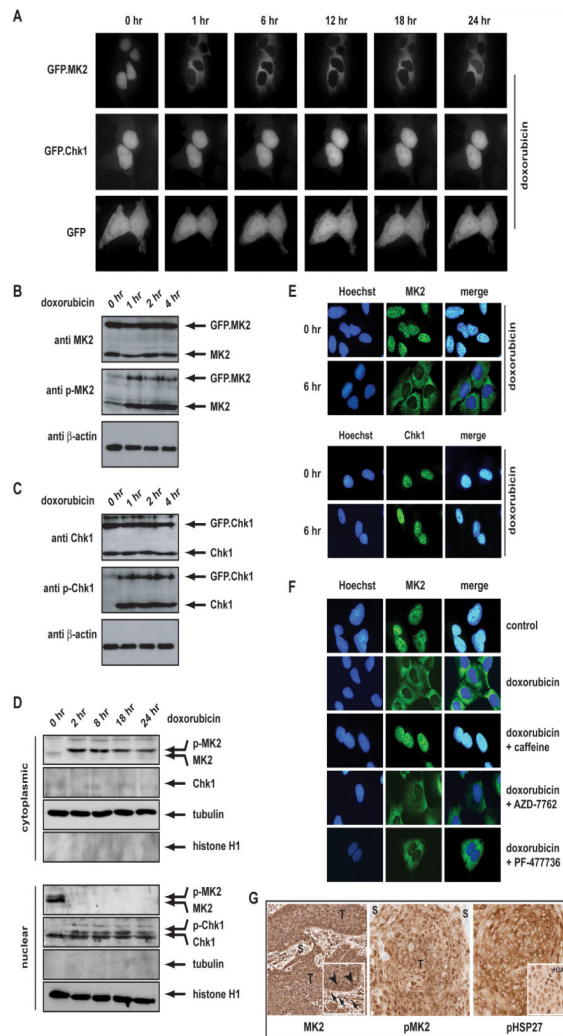 A
0 hr 1 hr 6 hr 12 hr 18 hr 24 hr
GFP.MK2
GFP.Chk1
GFP
doxorubicin
B
doxorubicin 0 hr 1 hr 2 hr 4 hr
anti MK2
GFP.MK2
MK2
anti p-MK2
GFP.MK2
MK2
anti β-actin
C
doxorubicin 0 hr 1 hr 2 hr 4 hr
anti Chk1
GFP.Chk1
Chk1
anti p-Chk1
GFP.Chk1
Chk1
anti β-actin
D
0 hr 2 hr 8 hr 18 hr 24 hr doxorubicin
cytoplasmic
p-MK2
MK2
Chk1
tubulin
histone H1
nuclear
p-MK2
MK2
p-Chk1
Chk1
tubulin
histone H1
E
Hoechst MK2 merge
0 hr
6 hr
doxorubicin
Hoechst Chk1 merge
0 hr
6 hr
doxorubicin
F
Hoechst MK2 merge
control
doxorubicin
doxorubicin
+ caffeine
doxorubicin
+ AZD-7762
doxorubicin
+ PF-477736
G
T
S
T
S
S
T
MK2 pMK2 pHSP27